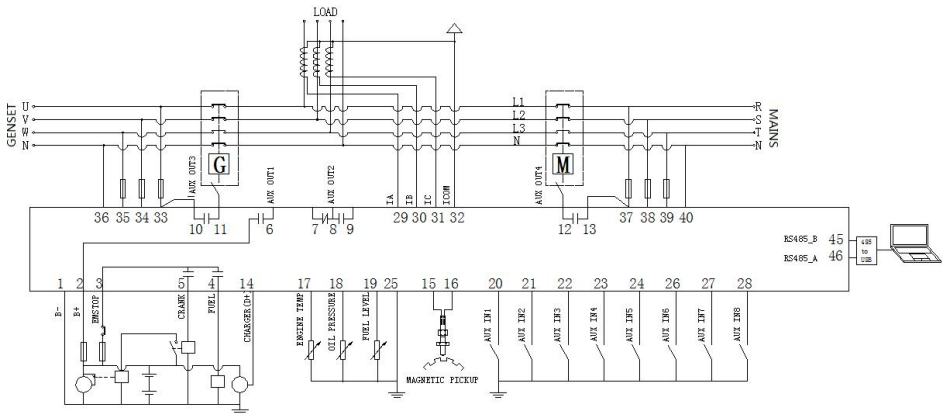 LOAD
GENSET
U
V
W
N
L1
L2
L3
N
R
S
T
N
MAINS
G
M
AUX OUT3
AUX OUT1
AUX OUT2
IA
IB
IC
ICOM
AUX OUT4
36
35
34
33
10
11
6
7
8
9
29
30
31
32
12
13
37
38
39
40
RS485_B
45
RS485_A
46
485
to
USB
1
2
3
5
4
14
17
18
19
25
15
16
20
21
22
23
24
26
27
28
B-
B+
EMSTOP
CRANK
FUEL
CHARGER(D+)
ENGINE TEMP
OIL PRESSURE
FUEL LEVEL
MAGNETIC PICKUP
AUX IN1
AUX IN2
AUX IN3
AUX IN4
AUX IN5
AUX IN6
AUX IN7
AUX IN8